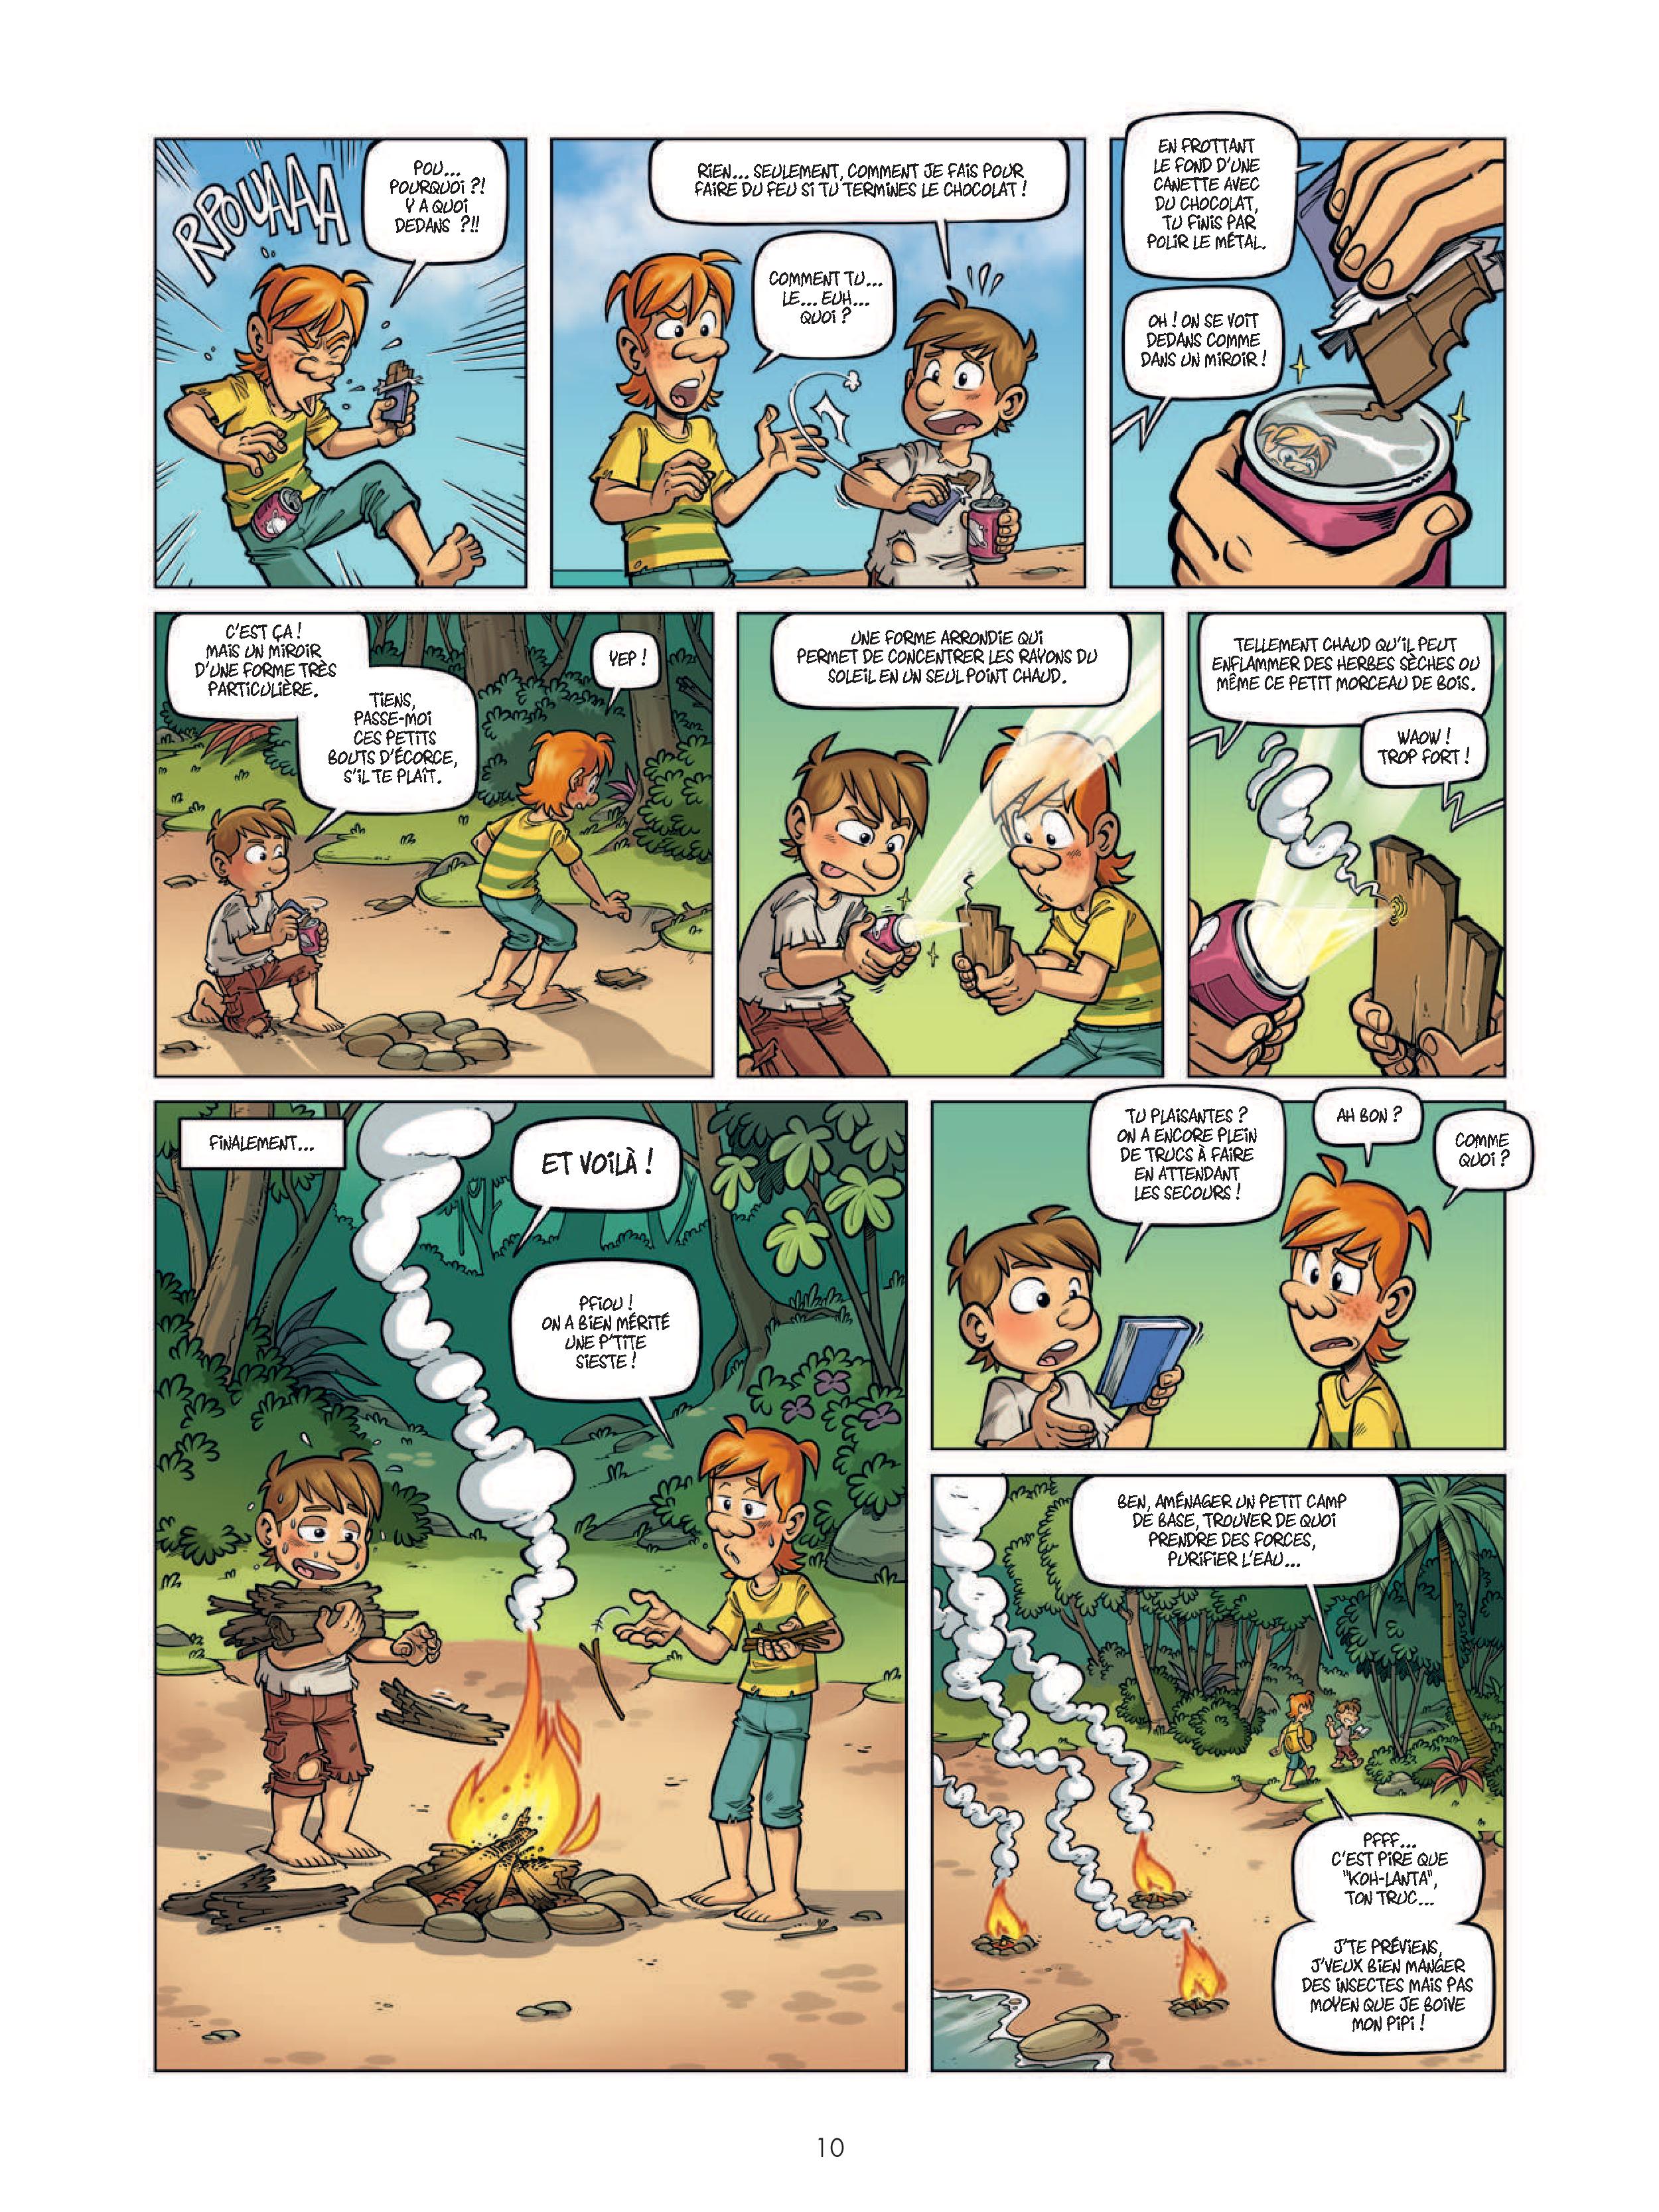 RPOUAAA
POU...
POURQUOI ?!
Y A QUOI
DEDANS ?!!
RIEN... SEULEMENT, COMMENT JE FAIS POUR
FAIRE DU FEU SI TU TERMINES LE CHOCOLAT !
COMMENT TU...
LE... EUH...
QUOI ?
EN FROTTANT
LE FOND D'UNE
CANETTE AVEC
DU CHOCOLAT,
TU FINIS PAR
POLIR LE MÉTAL.
OH ! ON SE VOIT
DEDANS COMME
DANS UN MIROIR !
C'EST ÇA !
MAIS UN MIROIR
D'UNE FORME TRÈS
PARTICULIÈRE.
TIENS,
PASSE-MOI
CES PETITS
BOUTS D'ÉCORCE,
S'IL TE PLAÎT.
YEP !
UNE FORME ARRONDIE QUI
PERMET DE CONCENTRER LES RAYONS DU
SOLEIL EN UN SEUL POINT CHAUD.
TELLEMENT CHAUD QU'IL PEUT
ENFLAMMER DES HERBES SÈCHES OU
MÊME CE PETIT MORCEAU DE BOIS.
WAOW !
TROP FORT !
FINALEMENT...
ET VOILÀ !
PFIOU !
ON A BIEN MÉRITÉ
UNE P'TITE
SIESTE !
TU PLAISANTES ?
ON A ENCORE PLEIN
DE TRUCS À FAIRE
EN ATTENDANT
LES SECOURS !
AH BON ?
COMME
QUOI ?
BEN, AMÉNAGER UN PETIT CAMP
DE BASE, TROUVER DE QUOI
PRENDRE DES FORCES,
PURIFIER L'EAU...
PFFF...
C'EST PIRE QUE
"KOH-LANTA",
TON TRUC...
J'TE PRÉVIENS,
J'VEUX BIEN MANGER
DES INSECTES MAIS PAS
MOYEN QUE JE BOIVE
MON PIPI !
10